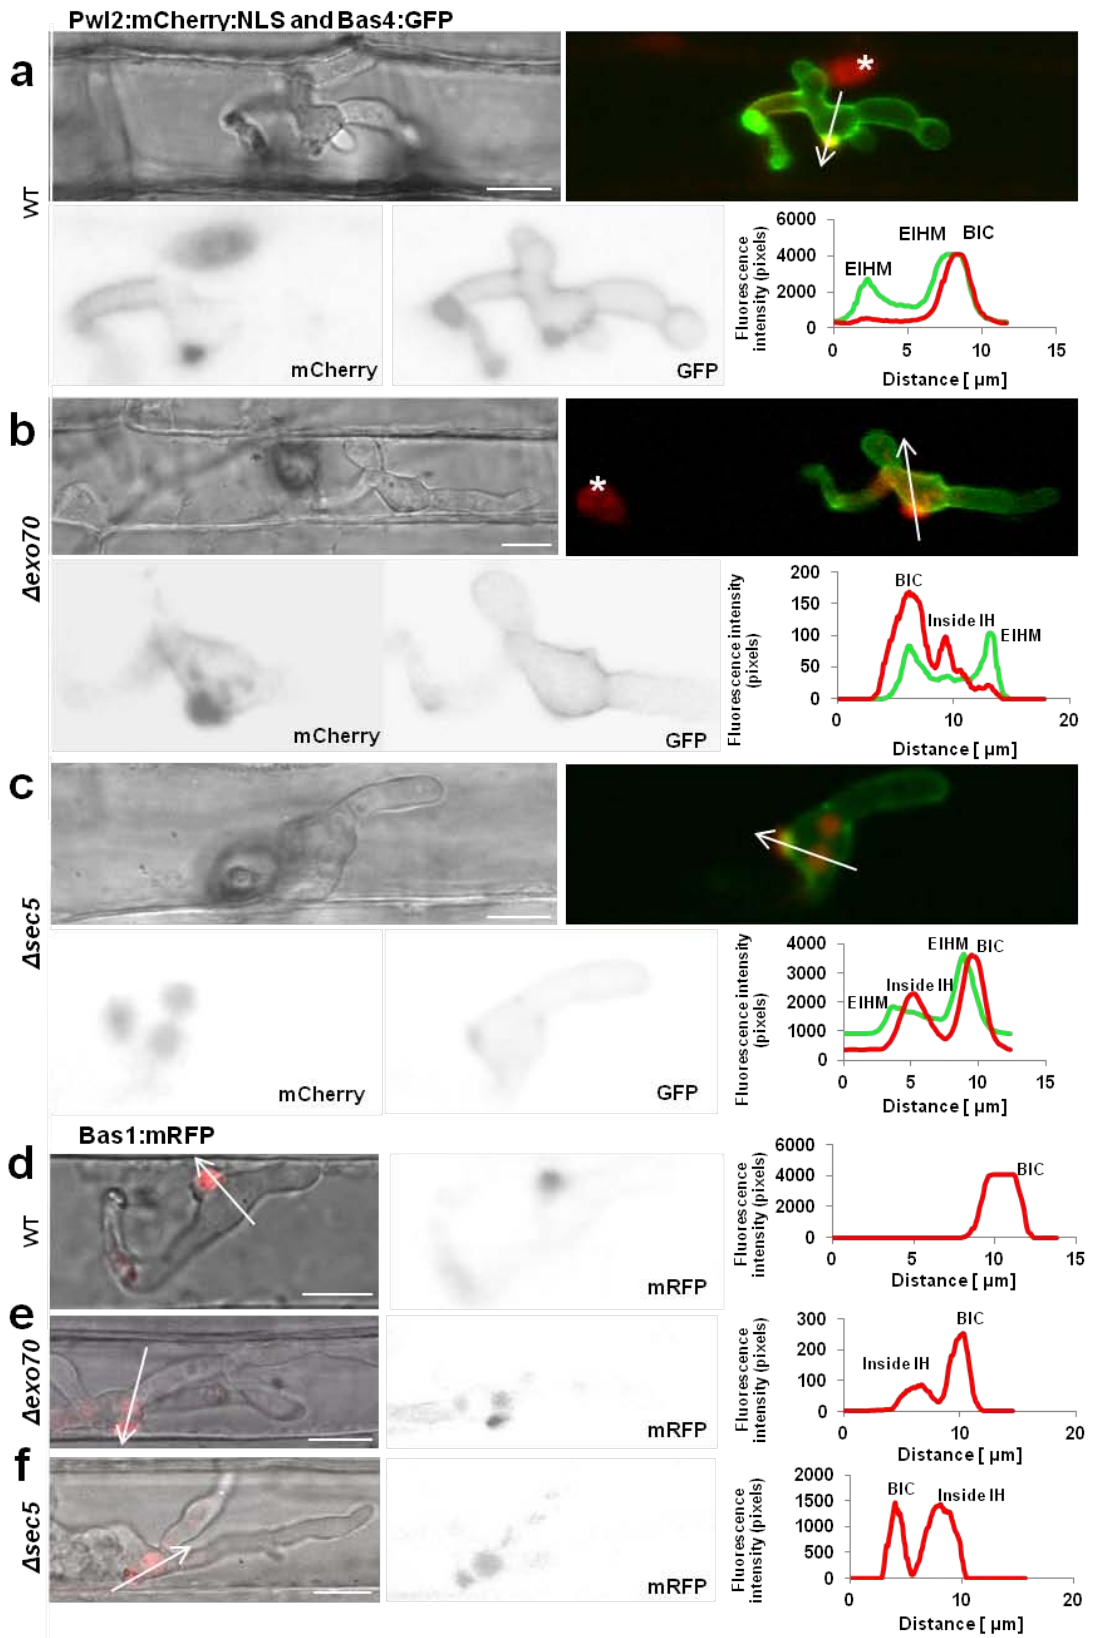 Pwl2:mCherry:NLS and Bas4:GFP
a
WT
*
mCherry
GFP
Fluorescence
intensity (pixels)
6000
4000
2000
0
EIHM
EIHM
BIC
0 5 10 15
Distance [ µm]
b
Δexo70
*
mCherry
GFP
Fluorescence intensity
(pixels)
200
150
100
50
0
BIC
Inside IH
EIHM
0 10 20
Distance [ µm]
c
Δsec5
mCherry
GFP
Fluorescence intensity
(pixels)
4000
3000
2000
1000
0
EIHM
Inside IH
EIHM
BIC
0 5 10 15
Distance [ µm]
Bas1:mRFP
d
WT
mRFP
Fluorescence
intensity (pixels)
6000
4000
2000
0
BIC
0 5 10 15
Distance [ µm]
e
Δexo70
mRFP
Fluorescence
intensity (pixels)
300
200
100
0
Inside IH
BIC
0 10 20
Distance [ µm]
f
Δsec5
mRFP
Fluorescence
intensity (pixels)
2000
1500
1000
500
0
BIC
Inside IH
0 10 20
Distance [ µm]